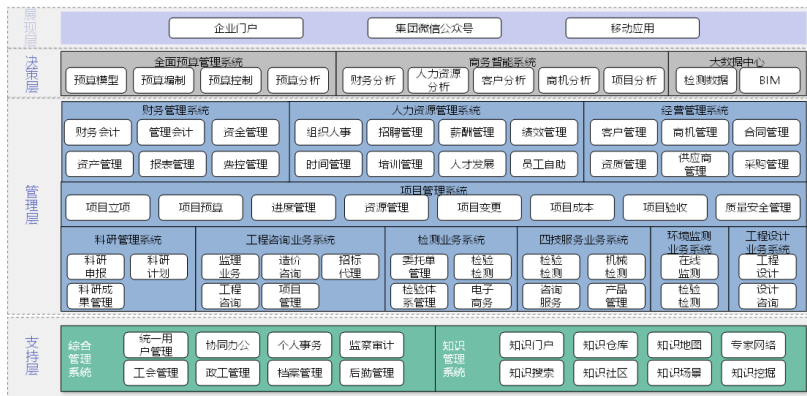 展现层
企业门户
集团微信公众号
移动应用
决策层
全面预算管理系统
预算模型
预算编制
预算控制
预算分析
商务智能系统
财务分析
人力资源
分析
客户分析
商机分析
项目分析
大数据中心
检测数据
BIM
管理层
财务管理系统
财务会计
管理会计
资金管理
资产管理
报表管理
费控管理
人力资源管理系统
组织人事
招聘管理
薪酬管理
绩效管理
时间管理
培训管理
人才发展
员工自助
经营管理系统
客户管理
商机管理
合同管理
资质管理
供应商
管理
采购管理
项目管理系统
项目立项
项目预算
进度管理
资源管理
项目变更
项目成本
项目验收
质量安全管理
科研管理系统
科研
申报
科研
计划
科研成
果管理
工程咨询业务系统
监理
业务
造价
咨询
招标
代理
工程
咨询
项目
管理
检测业务系统
委托单
管理
检验
检测
检验体
系管理
电子
商务
四技服务业务系统
检验
检测
机械
检测
咨询
服务
产品
管理
环境监测
业务系统
在线
监测
检验
检测
工程设计
业务系统
工程
设计
设计
咨询
支持层
综合
管理
系统
统一用
户管理
协同办公
个人事务
监察审计
工会管理
政工管理
档案管理
后勤管理
知识
管理
系统
知识门户
知识仓库
知识地图
专家网络
知识搜索
知识社区
知识场景
知识挖掘